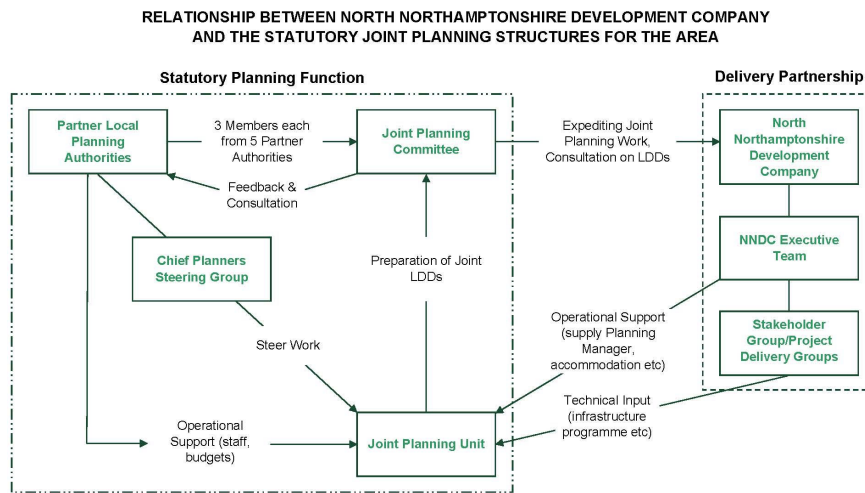 RELATIONSHIP BETWEEN NORTH NORTHAMPTONSHIRE DEVELOPMENT COMPANY
AND THE STATUTORY JOINT PLANNING STRUCTURES FOR THE AREA
Statutory Planning Function
Delivery Partnership
Partner Local
Planning
Authorities
3 Members each
from 5 Partner
Authorities
Joint Planning
Committee
Expediting Joint
Planning Work,
Consultation on LDDs
North
Northamptonshire
Development
Company
Feedback &
Consultation
Chief Planners
Steering Group
Preparation of Joint
LDDs
NNDC Executive
Team
Steer Work
Operational Support
(supply Planning
Manager,
accommodation etc)
Stakeholder
Group/Project
Delivery Groups
Operational
Support (staff,
budgets)
Joint Planning Unit
Technical Input
(infrastructure
programme etc)